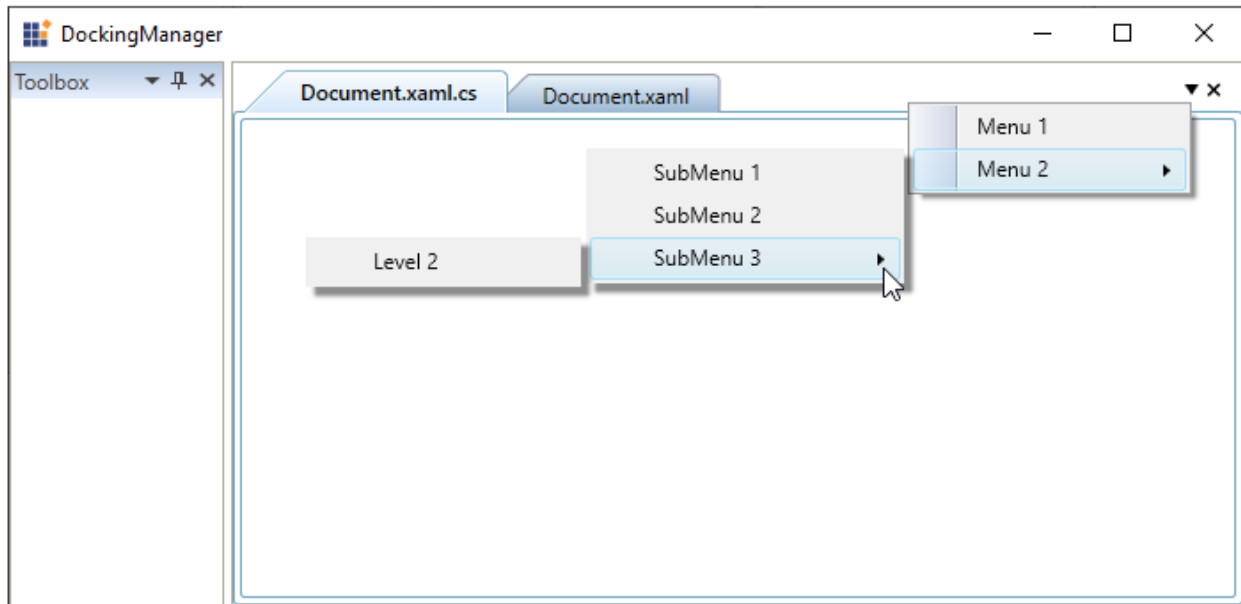 DockingManager
Toolbox
Document.xaml.cs
Document.xaml
Menu 1
Menu 2
SubMenu 1
SubMenu 2
SubMenu 3
Level 2